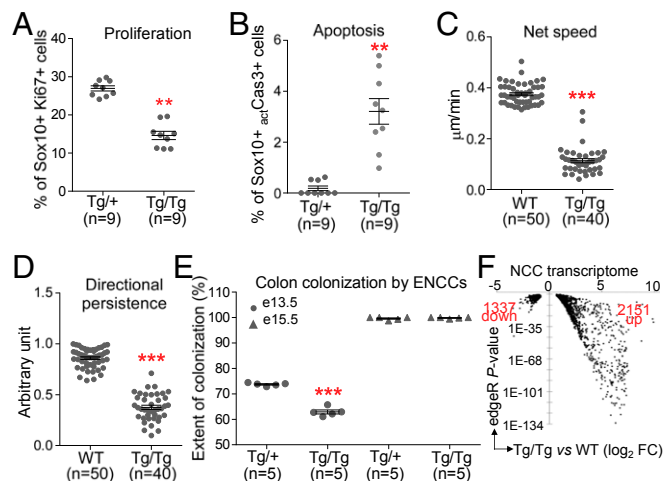 A
Proliferation
% of Sox10+ Ki67+ cells
40
30
20
10
0
**
Tg/+
(n=9)
Tg/Tg
(n=9)
B
Apoptosis
% of Sox10+ actCas3+ cells
6
4
2
0
**
Tg/+
(n=9)
Tg/Tg
(n=9)
C
Net speed
μm/min
0.6
0.4
0.2
0.0
***
WT
(n=50)
Tg/Tg
(n=40)
D
Directional
persistence
Arbitrary unit
1.5
1.0
0.5
0.0
***
WT
(n=50)
Tg/Tg
(n=40)
E
Colon colonization by ENCCs
Extent of colonization (%)
110
100
90
80
70
60
50
e13.5
e15.5
***
Tg/+
(n=5)
Tg/Tg
(n=5)
Tg/+
(n=5)
Tg/Tg
(n=5)
F
NCC transcriptome
-5 0 5 10
1337
down
2151
up
1E-35
1E-68
1E-101
1E-134
edgeR P-value
Tg/Tg vs WT (log2 FC)